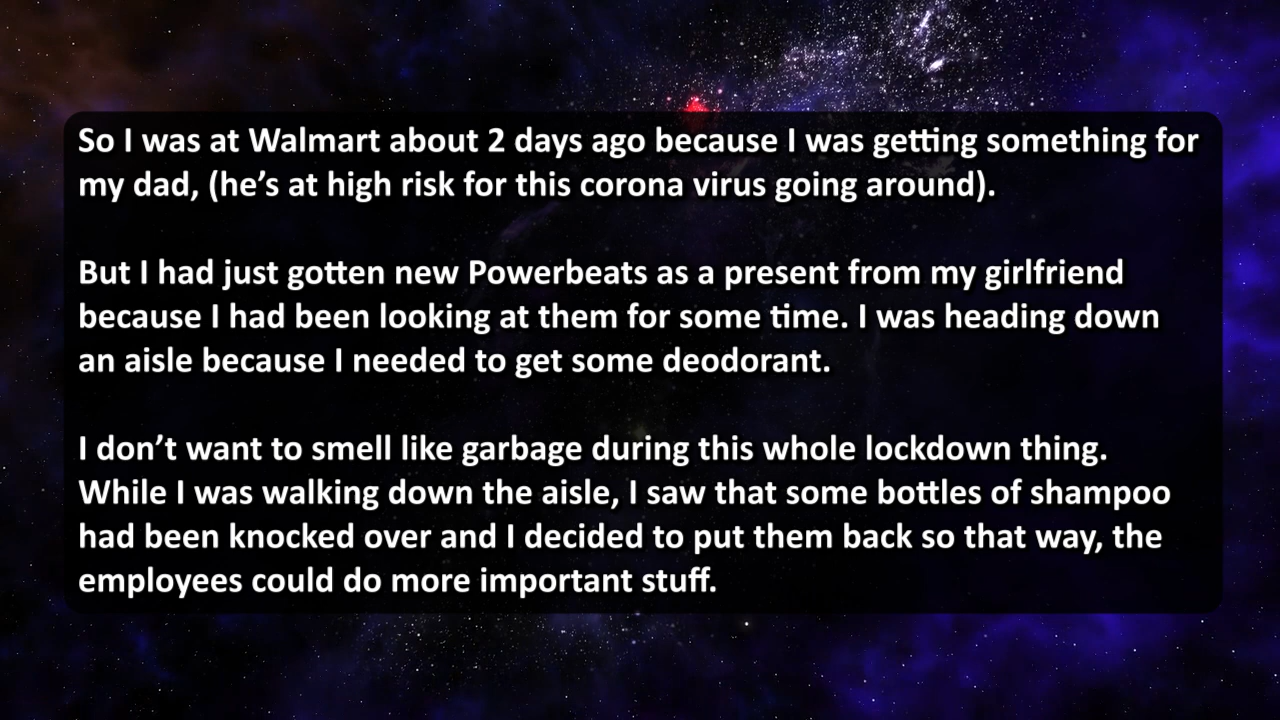 So I was at Walmart about 2 days ago because I was getting something for
my dad, (he’s at high risk for this corona virus going around).
But I had just gotten new Powerbeats as a present from my girlfriend
because I had been looking at them for some time. I was heading down
an aisle because I needed to get some deodorant.
I don’t want to smell like garbage during this whole lockdown thing.
While I was walking down the aisle, I saw that some bottles of shampoo
had been knocked over and I decided to put them back so that way, the
employees could do more important stuff.